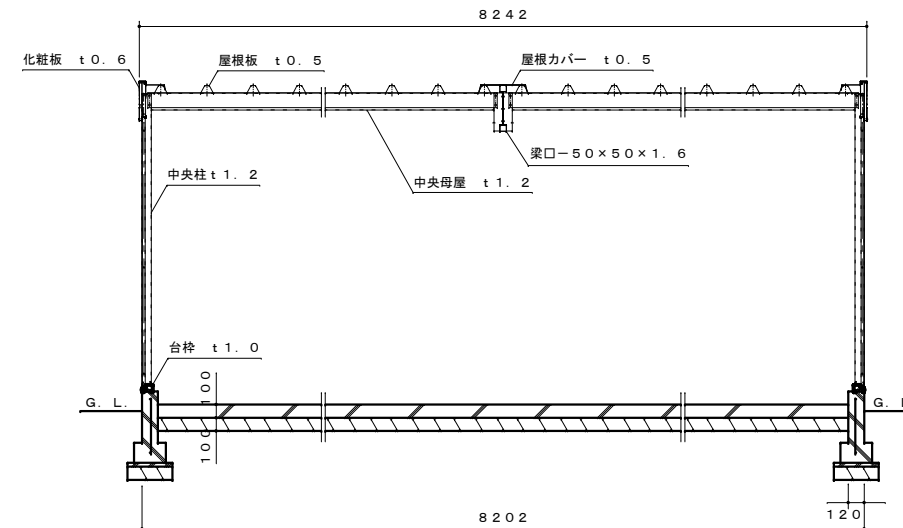 8242
化粧板 t0.6
屋根板 t0.5
屋根カバー t0.5
梁口-50×50×1.6
中央柱t1.2
中央母屋 t1.2
台枠 t1.0
100
G.L.
G.L
100
120
8202